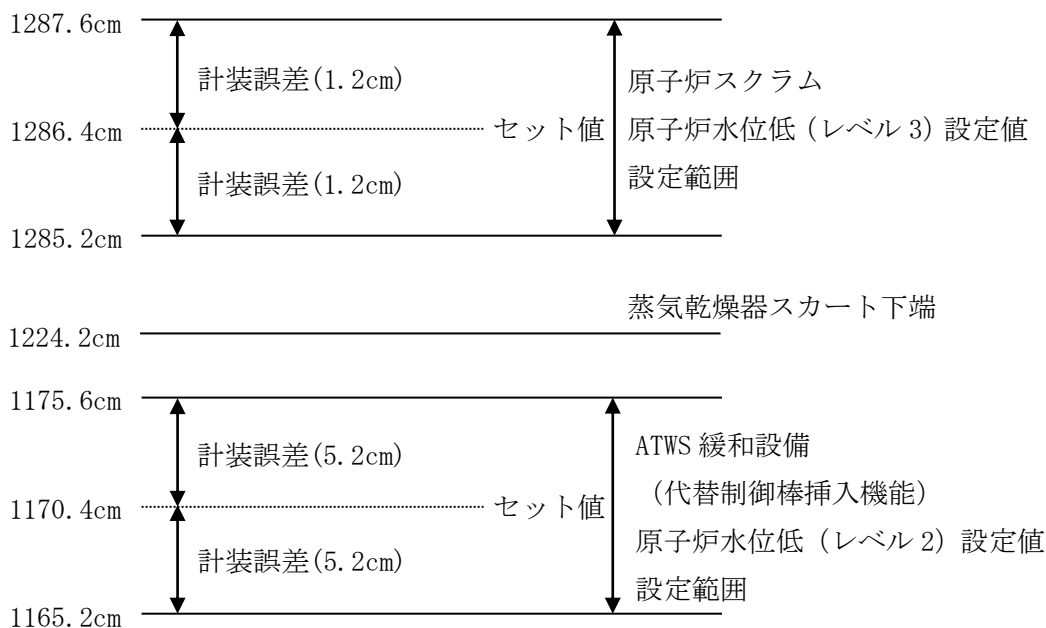 1287.6cm
計装誤差(1.2cm)
原子炉スクラム
1286.4cm
セット値
原子炉水位低(レベル 3)設定値
計装誤差(1.2cm)
設定範囲
1285.2cm
蒸気乾燥器スカート下端
1224.2cm
1175.6cm
計装誤差(5.2cm)
ATWS 緩和設備
(代替制御棒挿入機能)
1170.4cm
セット値
原子炉水位低(レベル 2)設定値
計装誤差(5.2cm)
設定範囲
1165.2cm